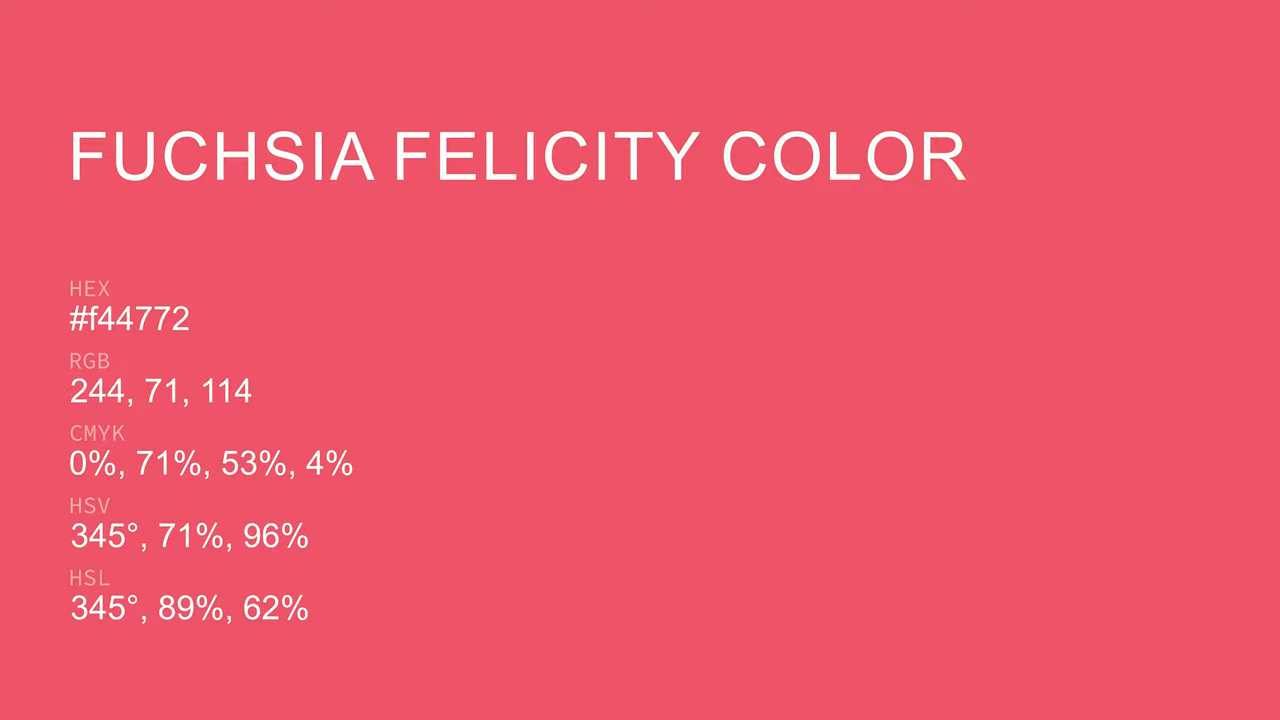 FUCHSIA FELICITY COLOR
HEX
#f44772
RGB
244, 71, 114
CMYK
0%, 71%, 53%, 4%
HSV
345°, 71%, 96%
HSL
345°, 89%, 62%